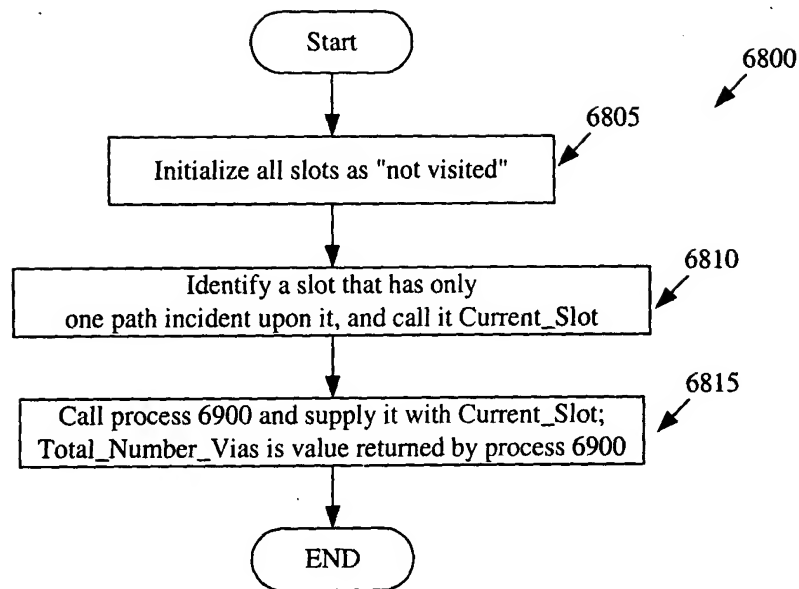 Start
6800
6805
Initialize all slots as "not visited"
6810
Identify a slot that has only
one path incident upon it, and call it Current_Slot
6815
Call process 6900 and supply it with Current_Slot;
Total_Number_Vias is value returned by process 6900
END